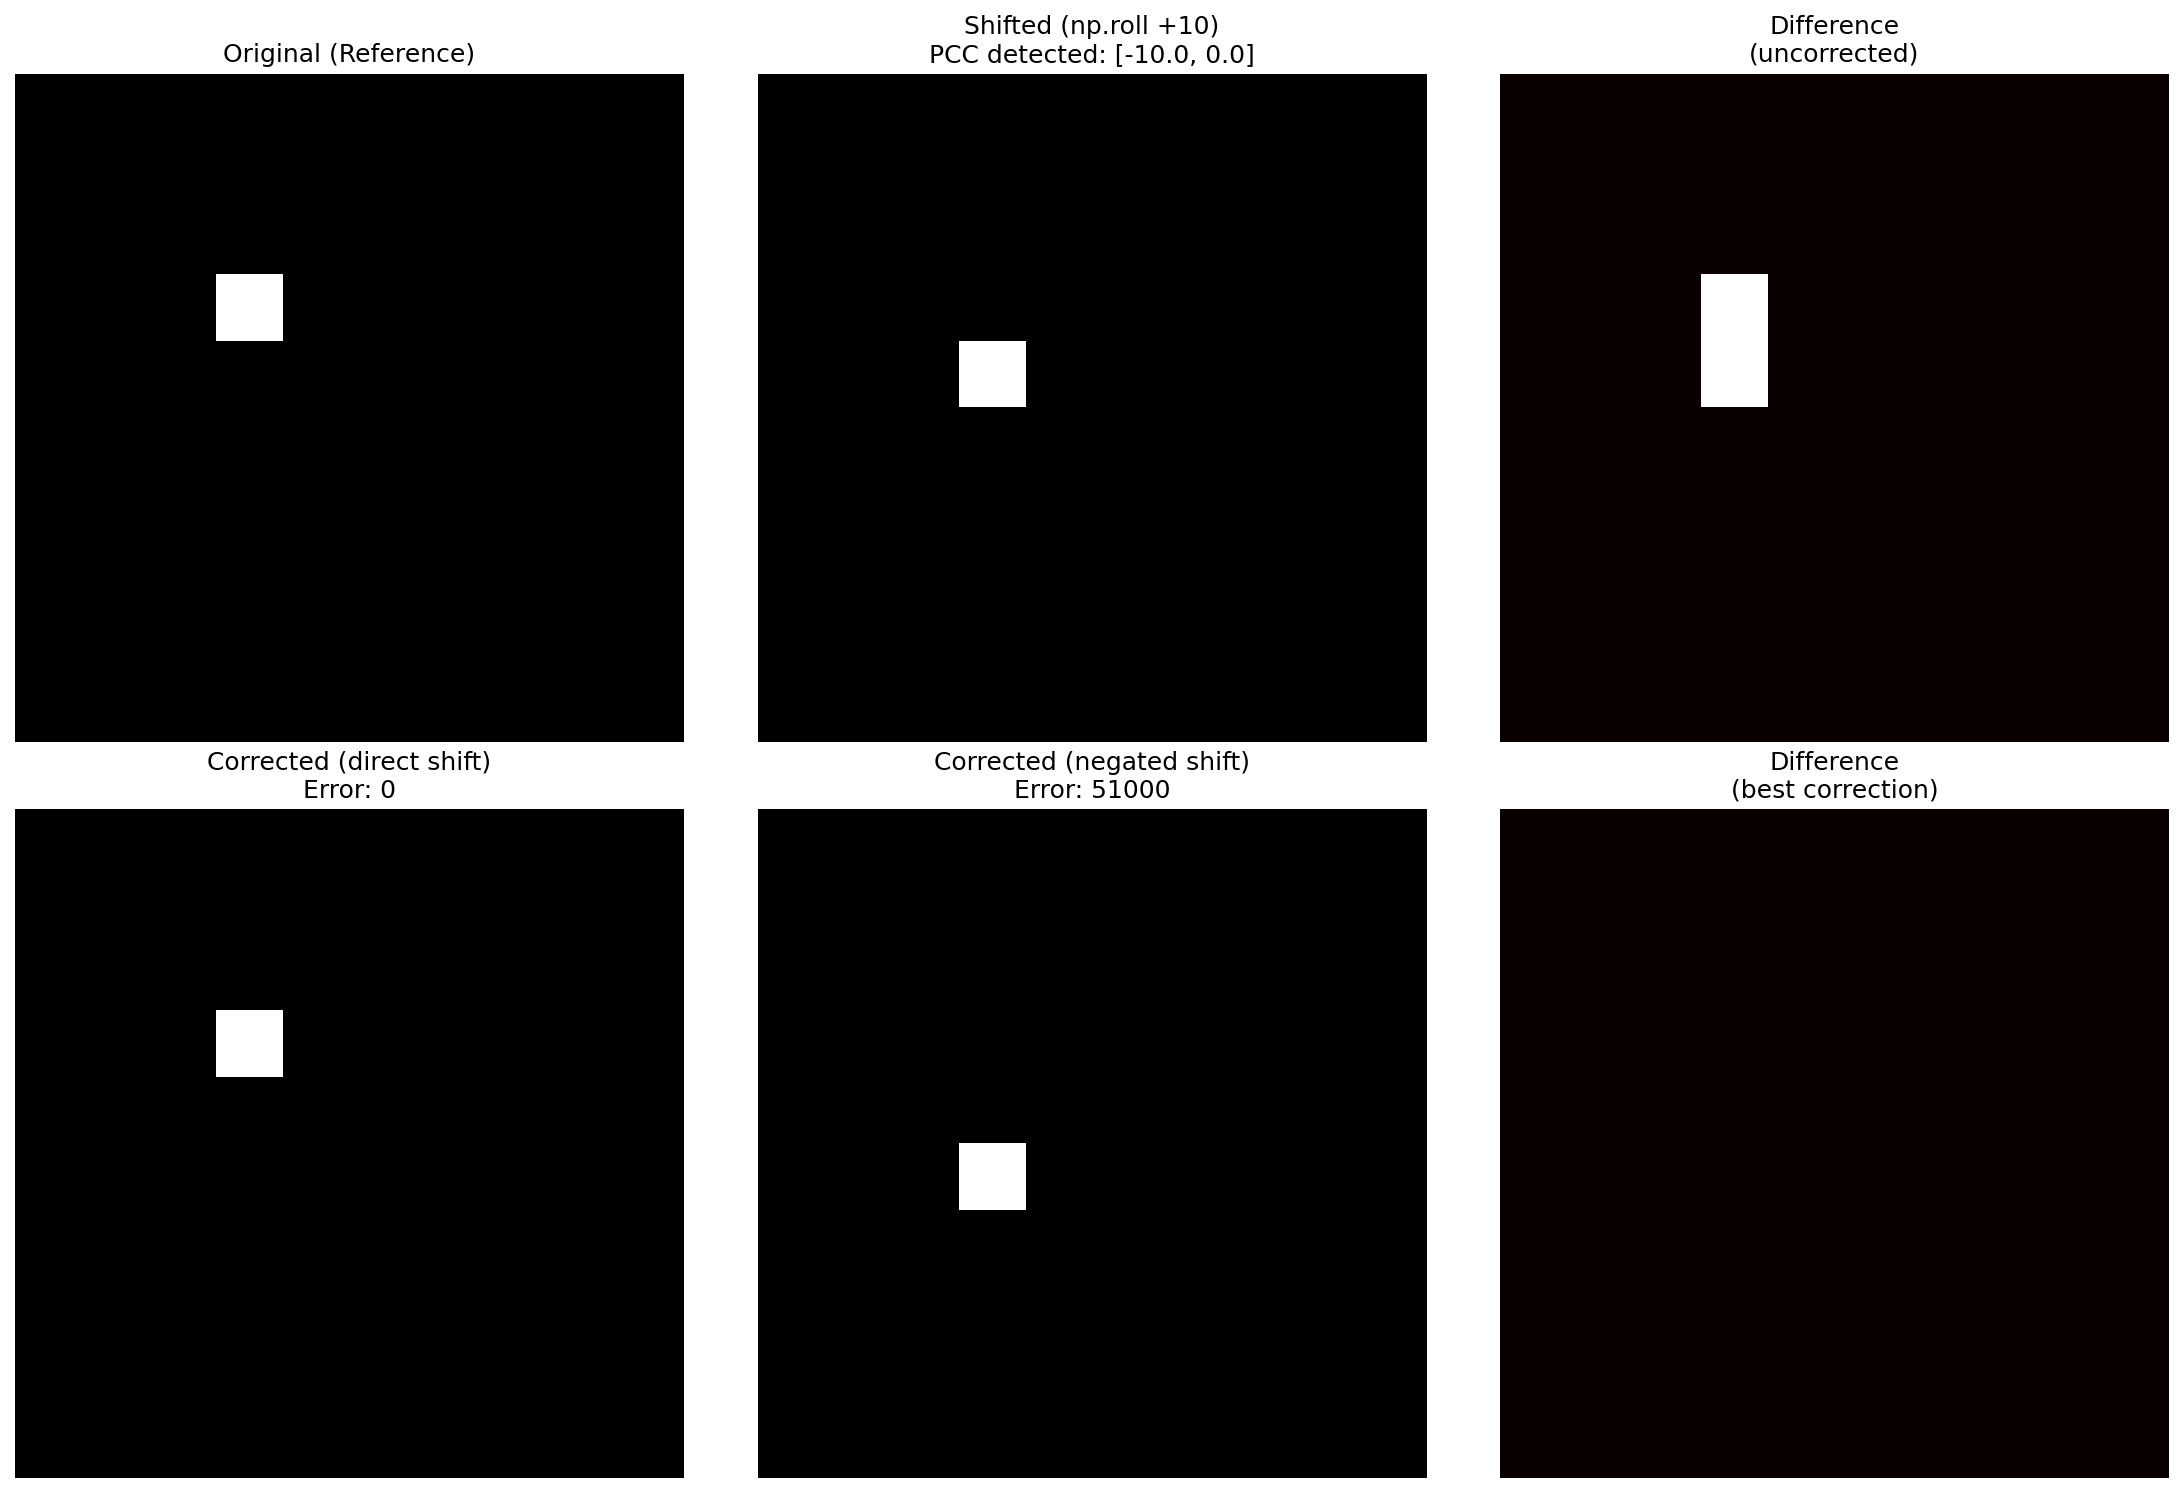 Original (Reference)
Shifted (np.roll +10)
PCC detected: [-10.0, 0.0]
Difference
(uncorrected)
Corrected (direct shift)
Error: 0
Corrected (negated shift)
Error: 51000
Difference
(best correction)